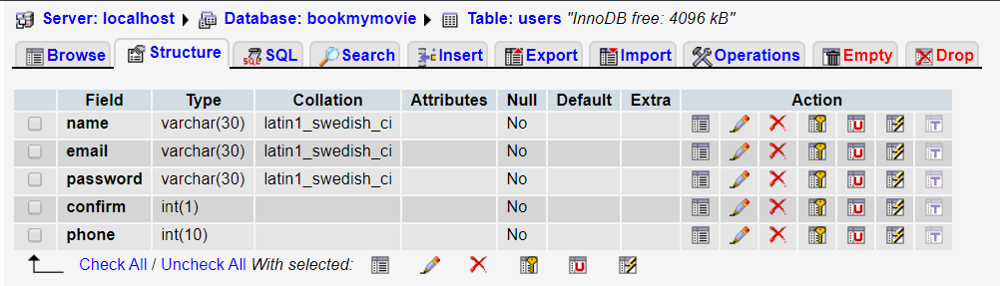 Server: localhost Database: bookmymovie Table: users "InnoDB free: 4096 kB"
Browse Structure SQL Search Insert Export Import Operations Empty Drop
Field Type Collation Attributes Null Default Extra Action
name varchar(30) latin1_swedish_ci No
email varchar(30) latin1_swedish_ci No
password varchar(30) latin1_swedish_ci No
confirm int(1) No
phone int(10) No
Check All / Uncheck All With selected: